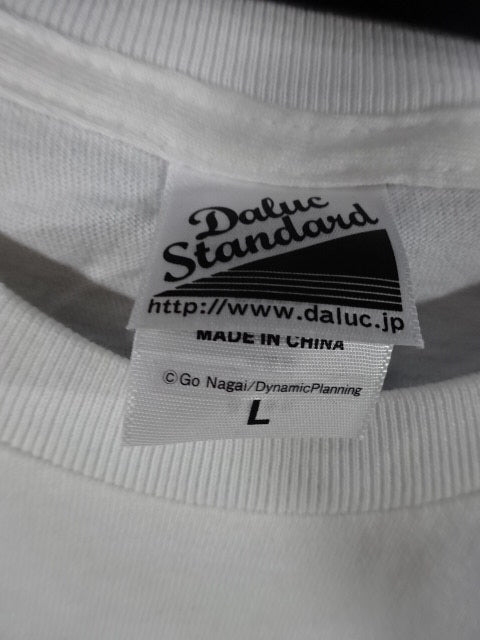 Daluc
Standard
http://www.daluc.jp
MADE IN CHINA
© Go Nagai/DynamicPlanning
L